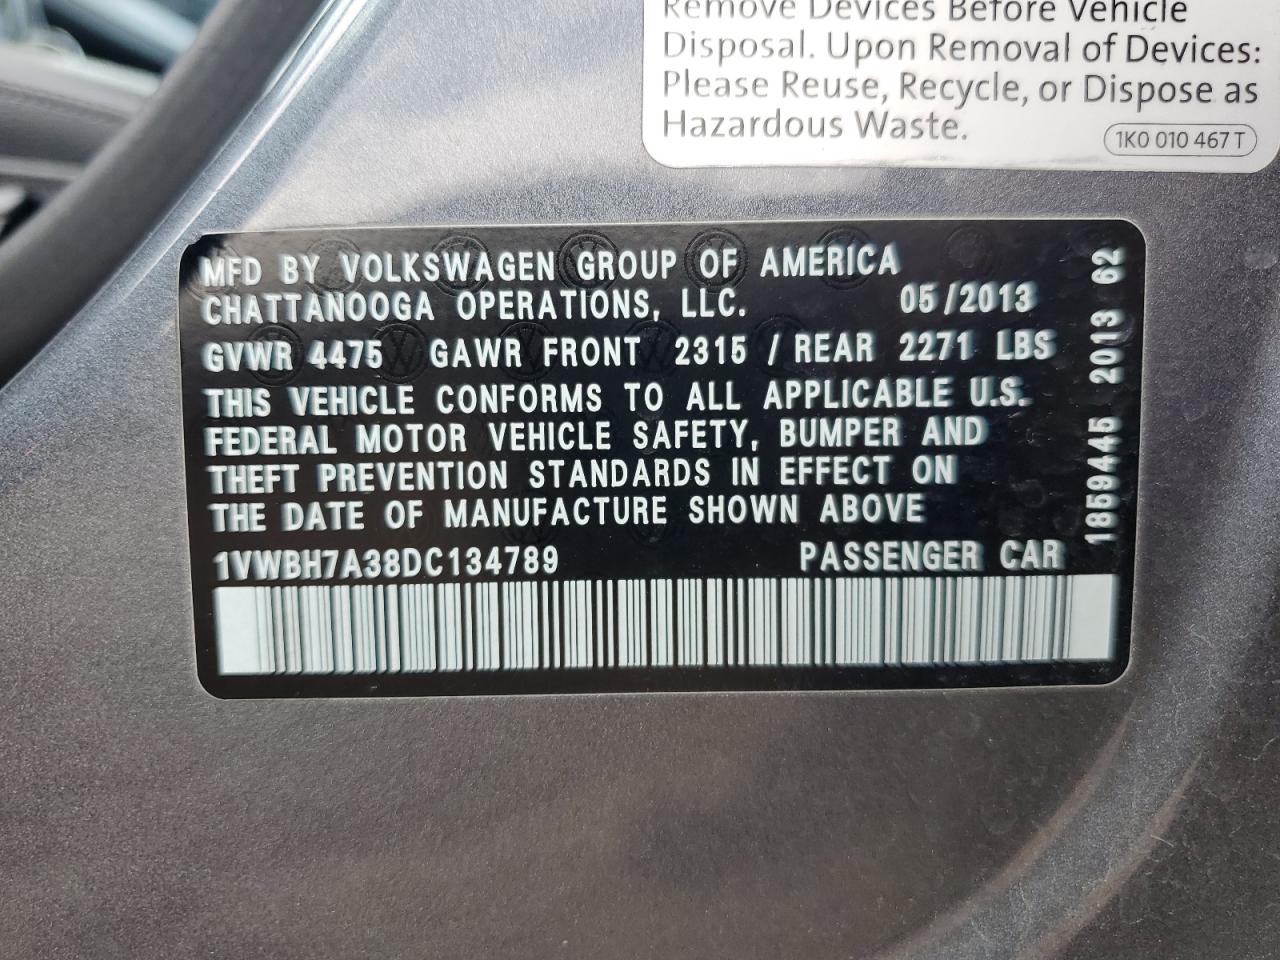 Remove Devices Before Vehicle
Disposal. Upon Removal of Devices:
Please Reuse, Recycle, or Dispose as
Hazardous Waste.
1K0 010 467 T
MFD BY VOLKSWAGEN GROUP OF AMERICA
CHATTANOOGA OPERATIONS, LLC. 05/2013
GVWR 4475 GAWR FRONT 2315 / REAR 2271 LBS
THIS VEHICLE CONFORMS TO ALL APPLICABLE U.S.
FEDERAL MOTOR VEHICLE SAFETY, BUMPER AND
THEFT PREVENTION STANDARDS IN EFFECT ON
THE DATE OF MANUFACTURE SHOWN ABOVE
1VWBH7A38DC134789 PASSENGER CAR
1859445 2013 62